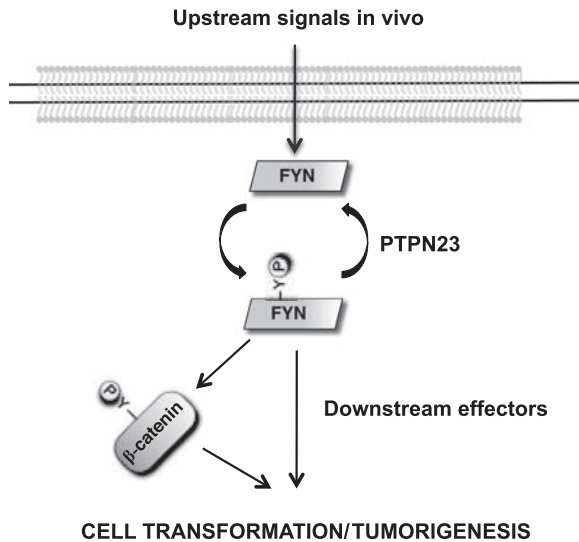 Upstream signals in vivo
FYN
PTPN23
P
Y
FYN
P
Y
β-catenin
Downstream effectors
CELL TRANSFORMATION/TUMORIGENESIS